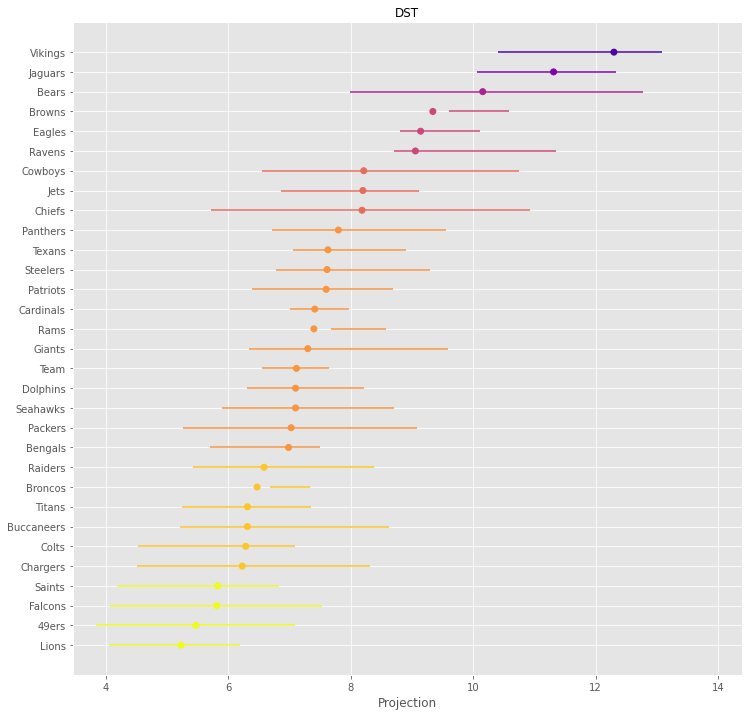 DST
Vikings
Jaguars
Bears
Browns
Eagles
Ravens
Cowboys
Jets
Chiefs
Panthers
Texans
Steelers
Patriots
Cardinals
Rams
Giants
Team
Dolphins
Seahawks
Packers
Bengals
Raiders
Broncos
Titans
Buccaneers
Colts
Chargers
Saints
Falcons
49ers
Lions
4 6 8 10 12 14
Projection